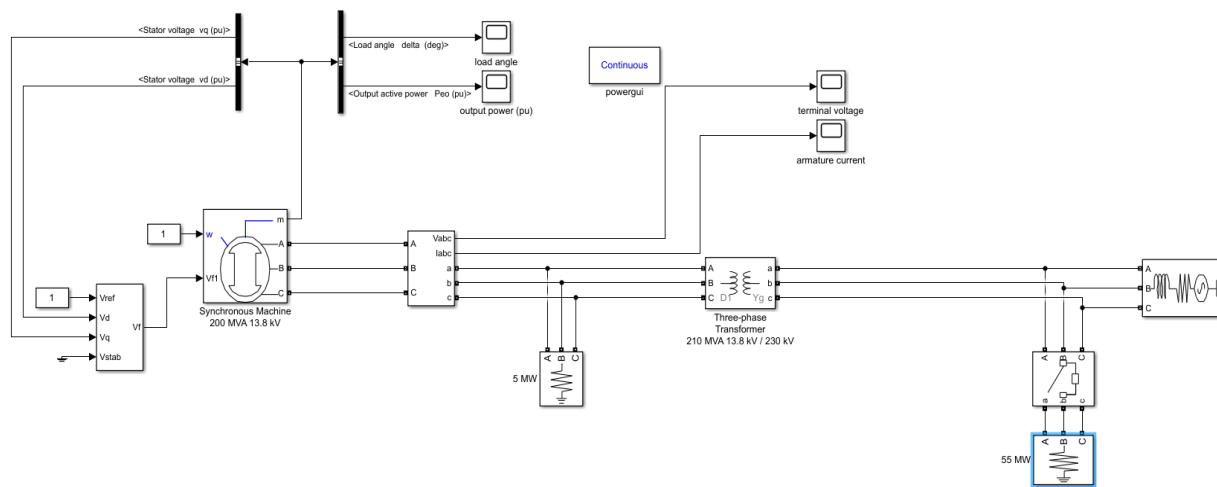 <Stator voltage vq (pu)>
<Stator voltage vd (pu)>
<Load angle delta (deg)>
load angle
<Output active power Peo (pu)>
output power (pu)
Continuous
powergui
terminal voltage
armature current
1
w
m
Vf1
A
B
C
Synchronous Machine
200 MVA 13.8 kV
1
Vref
Vd
Vq
Vstab
Vf
A
B
C
Vabc
Iabc
a
b
c
A
B
C
5 MW
A
B
C
a
b
c
D1
Yg
Three-phase
Transformer
210 MVA 13.8 kV / 230 kV
A
B
C
A
B
C
a
b
c
A
B
C
55 MW